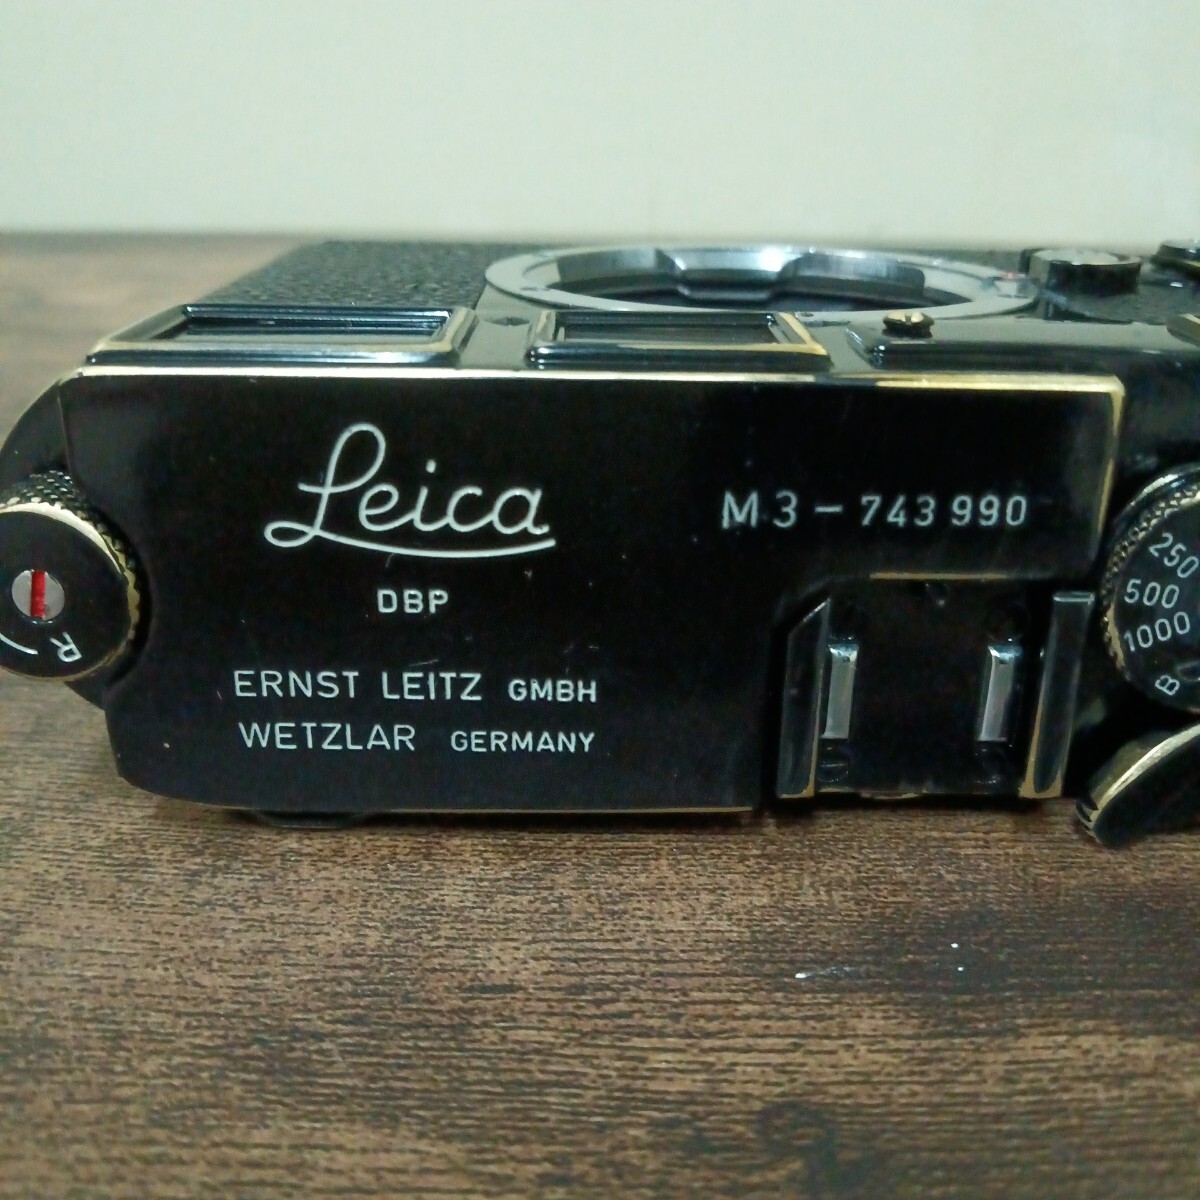 Leica
DBP
ERNST LEITZ GMBH
WETZLAR GERMANY
M3 – 743 990
R
250
500
1000
B